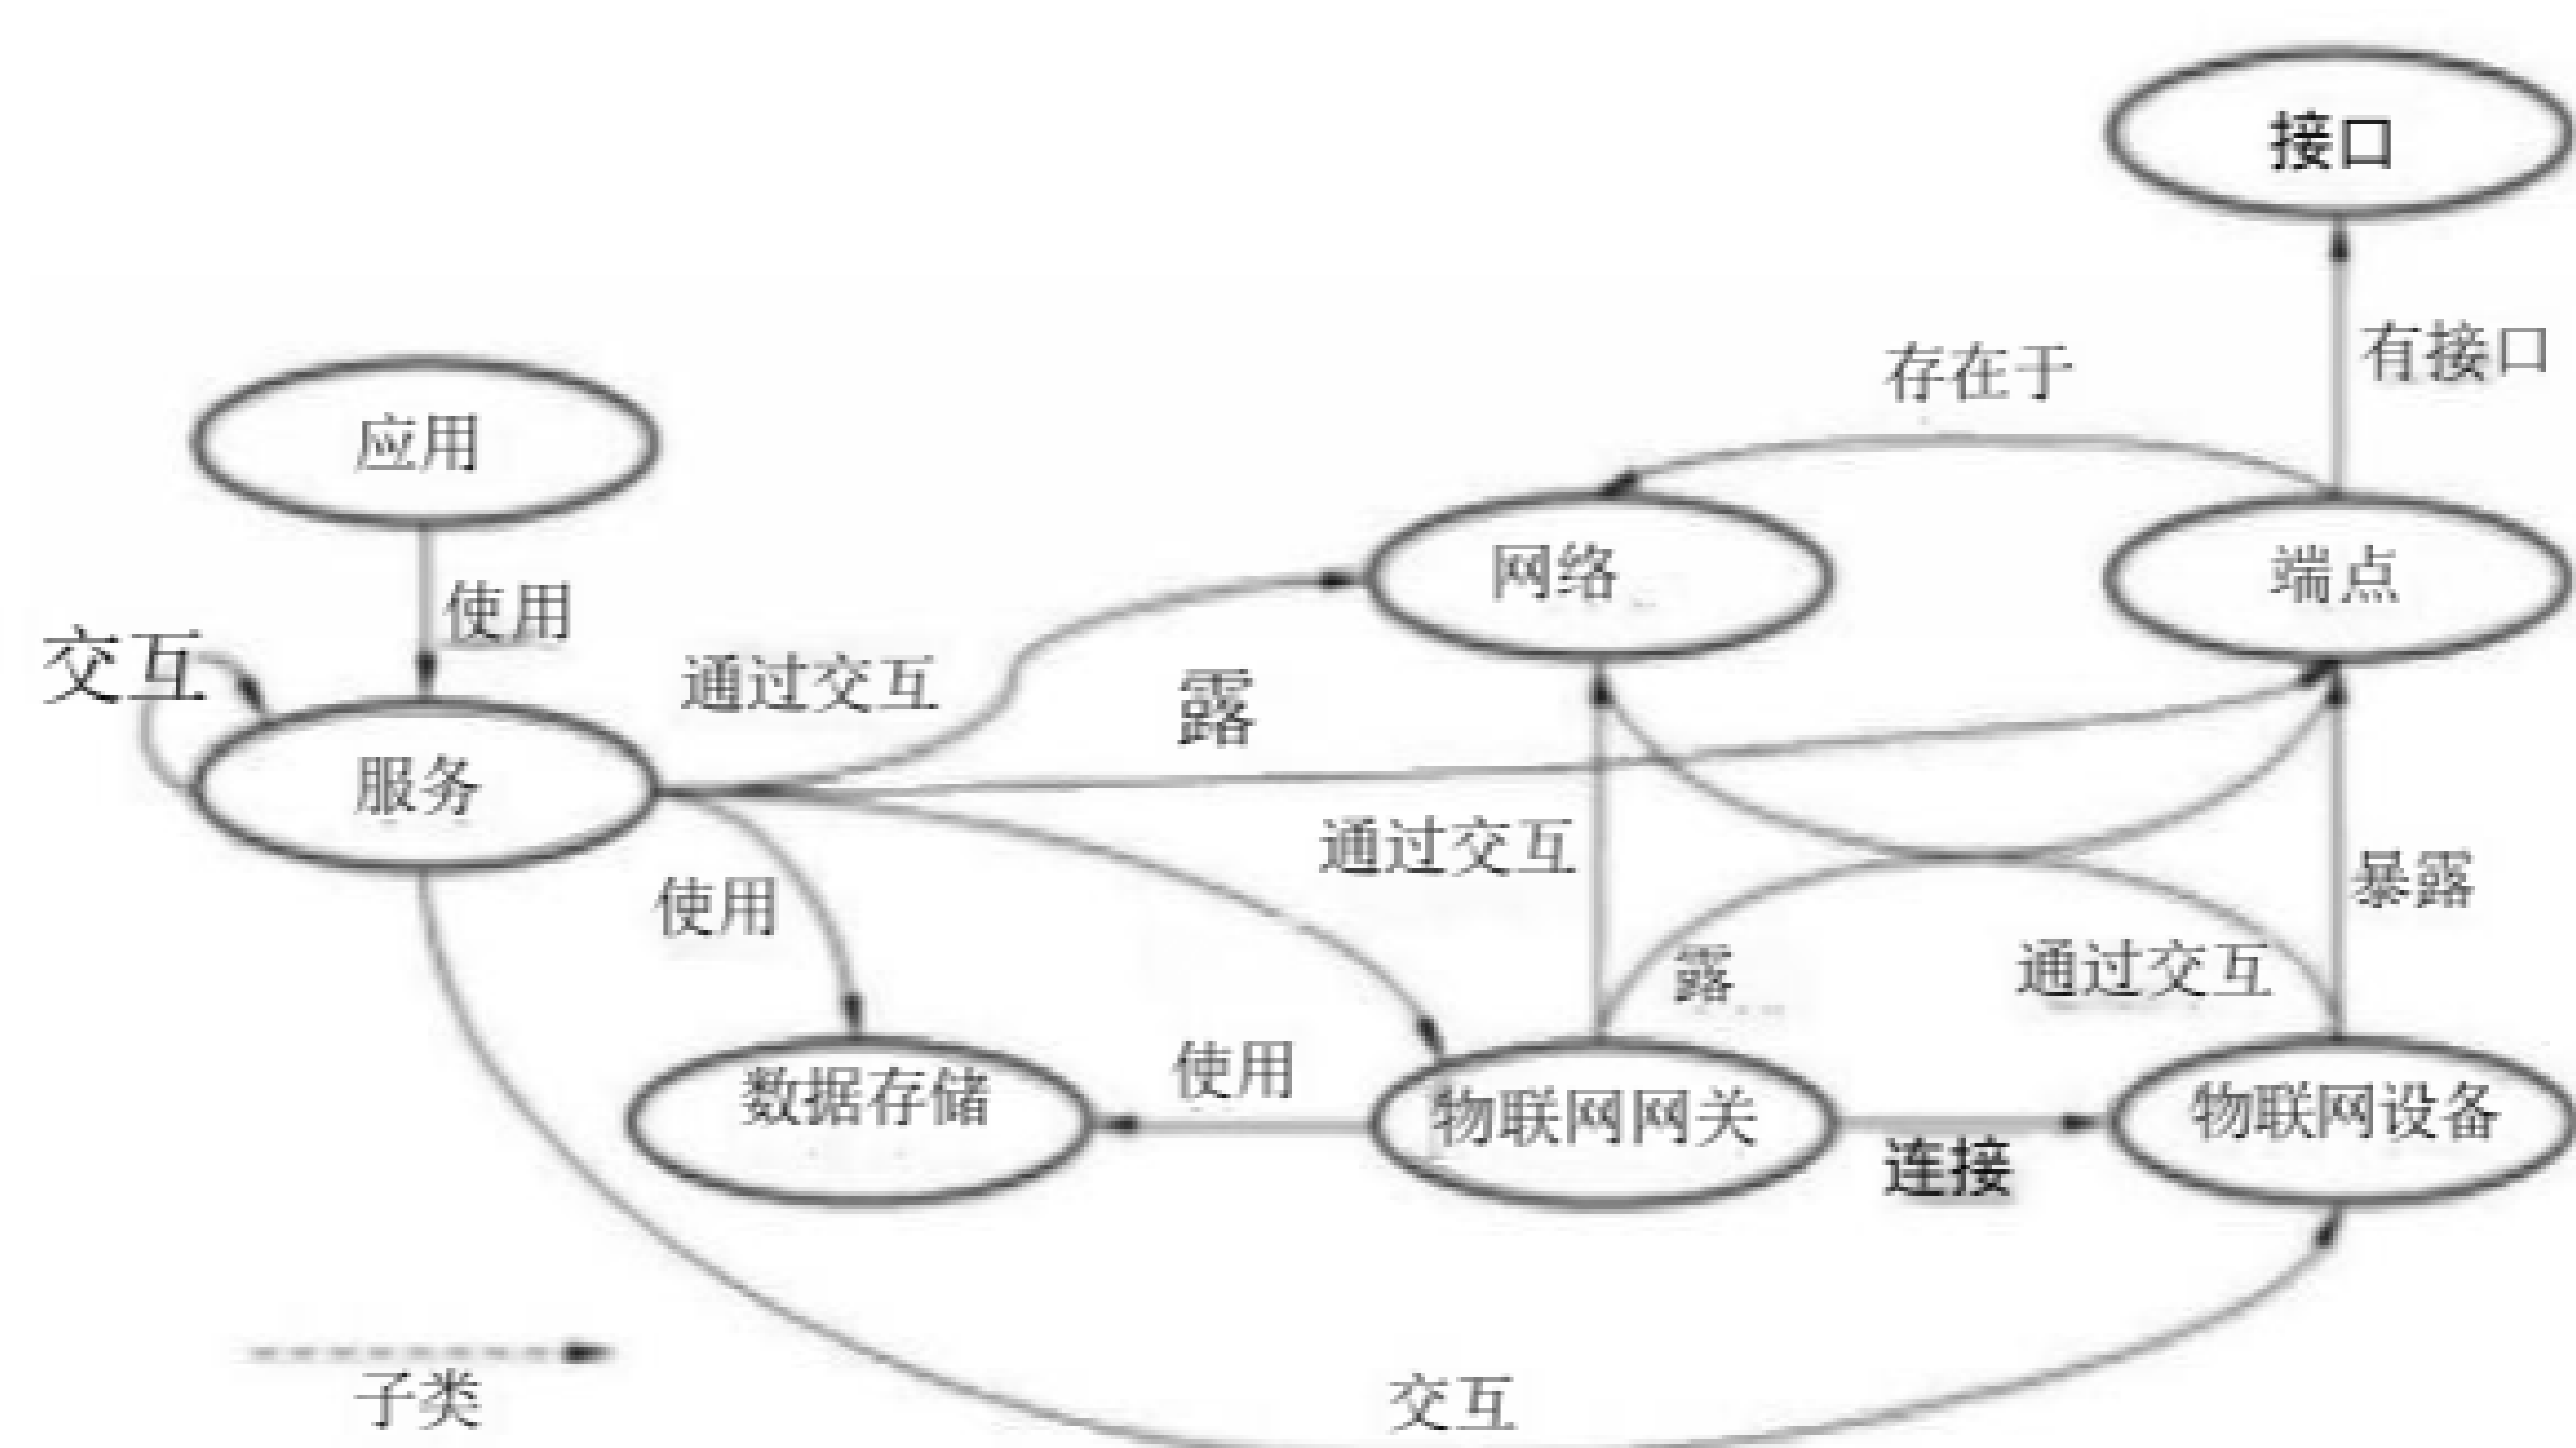 接口
有接口
存在于
应用
网络
端点
使用
交互
通过交互
露
服务
通过交互
使用
暴露
露
通过交互
使用
数据存储
物联网网关
物联网设备
连接
子类
交互